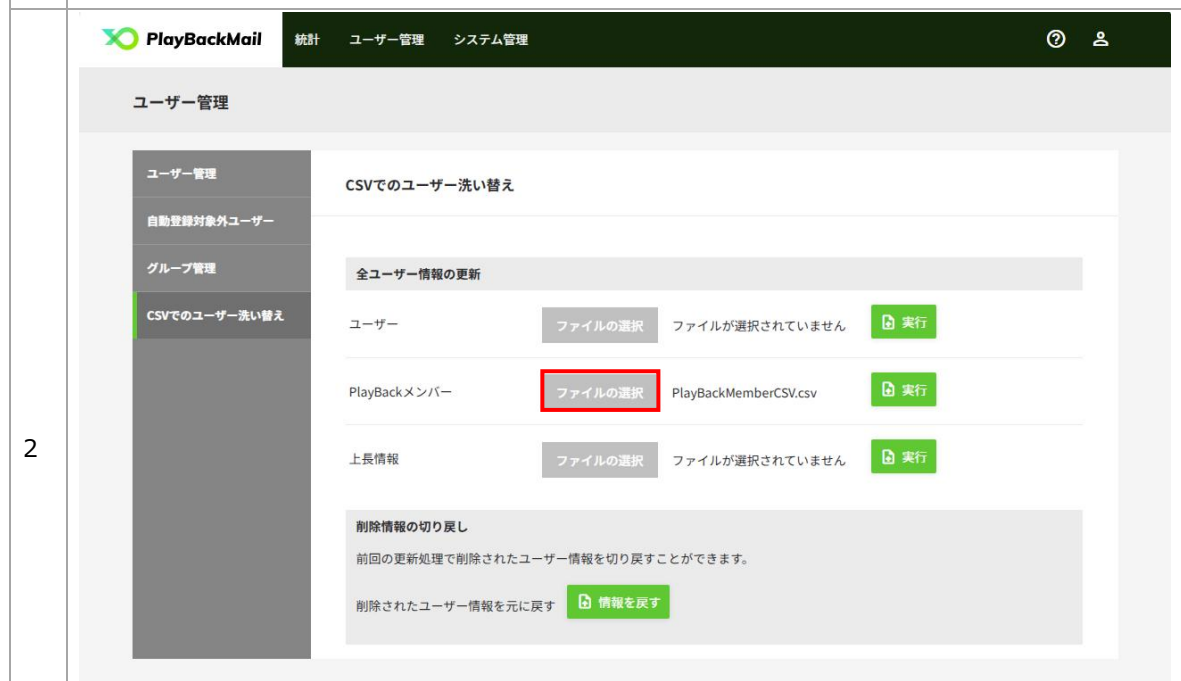 PlayBackMail 統計 ユーザー管理 システム管理
ユーザー管理
ユーザー管理
自動登録対象外ユーザー
グループ管理
CSVでのユーザー洗い替え
CSVでのユーザー洗い替え
全ユーザー情報の更新
ユーザー ファイルの選択 ファイルが選択されていません 実行
PlayBackメンバー ファイルの選択 PlayBackMemberCSV.csv 実行
上長情報 ファイルの選択 ファイルが選択されていません 実行
削除情報の切り戻し
前回の更新処理で削除されたユーザー情報を切り戻すことができます。
削除されたユーザー情報を元に戻す 情報を戻す
2